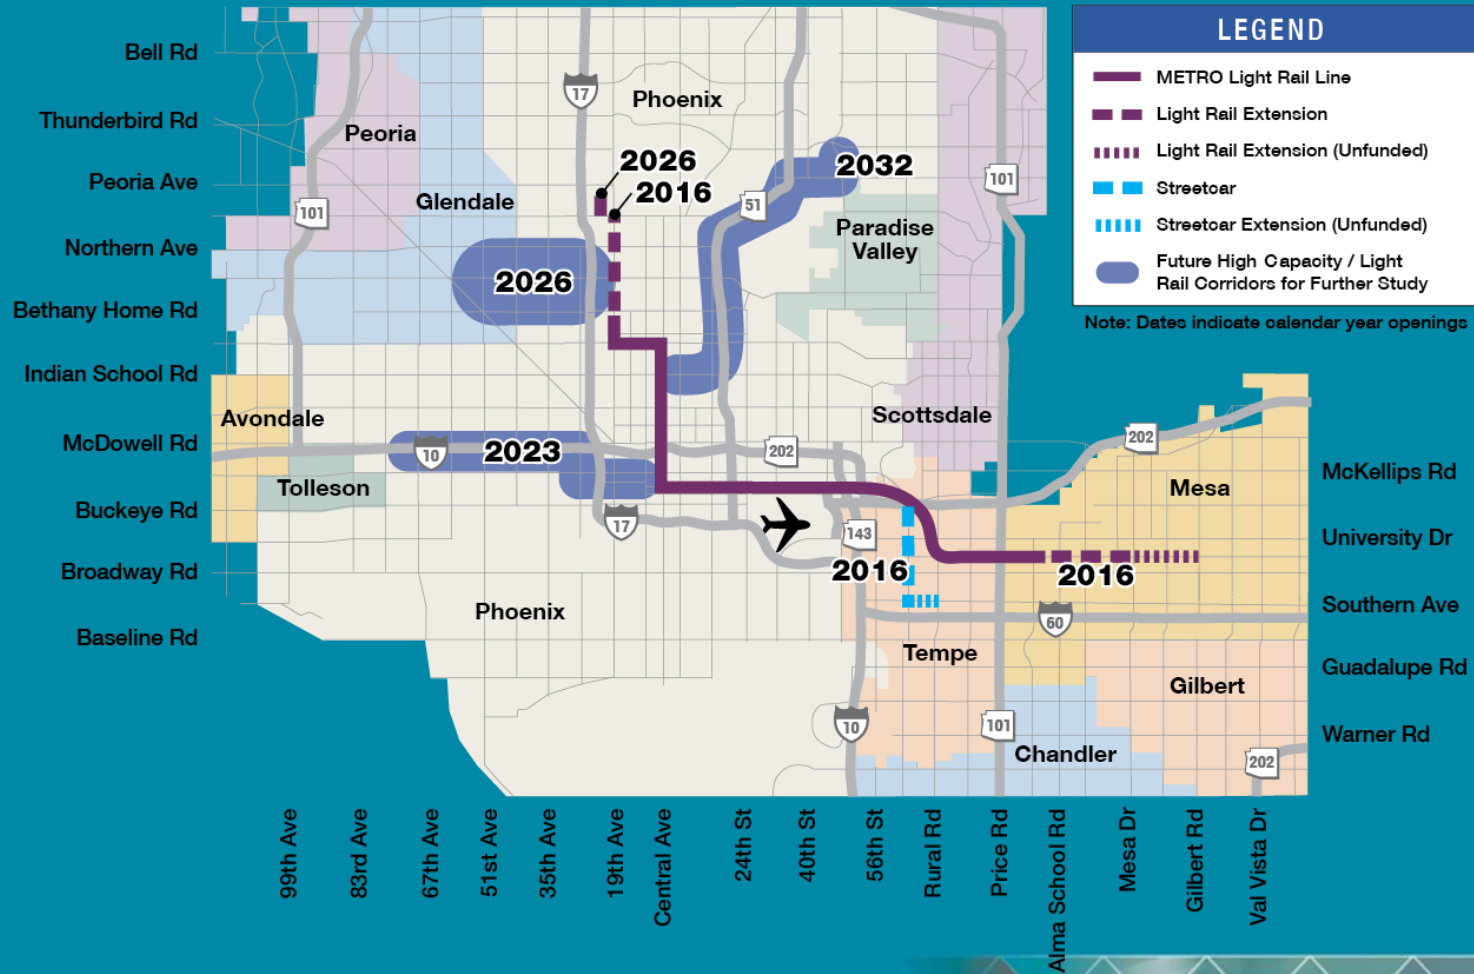 LEGEND
METRO Light Rail Line
Light Rail Extension
Light Rail Extension (Unfunded)
Streetcar
Streetcar Extension (Unfunded)
Future High Capacity / Light
Rail Corridors for Further Study
Note: Dates indicate calendar year openings
Bell Rd
Thunderbird Rd
Peoria Ave
Northern Ave
Bethany Home Rd
Indian School Rd
McDowell Rd
Buckeye Rd
Broadway Rd
Baseline Rd
17
Phoenix
Peoria
2026
2016
2032
101
51
101
Glendale
Paradise
Valley
2026
Avondale
Scottsdale
10
2023
202
202
Tolleson
Mesa
17
143
2016
2016
Phoenix
60
Tempe
Gilbert
10
101
Chandler
202
McKellips Rd
University Dr
Southern Ave
Guadalupe Rd
Warner Rd
99th Ave
83rd Ave
67th Ave
51st Ave
35th Ave
19th Ave
Central Ave
24th St
40th St
56th St
Rural Rd
Price Rd
Alma School Rd
Mesa Dr
Gilbert Rd
Val Vista Dr